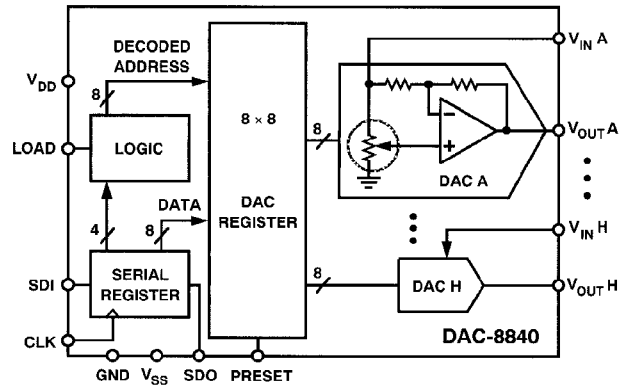 DECODED
ADDRESS
V_IN A
V_DD
8
8 × 8
8
V_OUT A
LOAD
LOGIC
DAC
REGISTER
DAC A
DATA
4
8
V_IN H
SDI
SERIAL
REGISTER
8
DAC H
V_OUT H
CLK
DAC-8840
GND
V_SS
SDO
PRESET